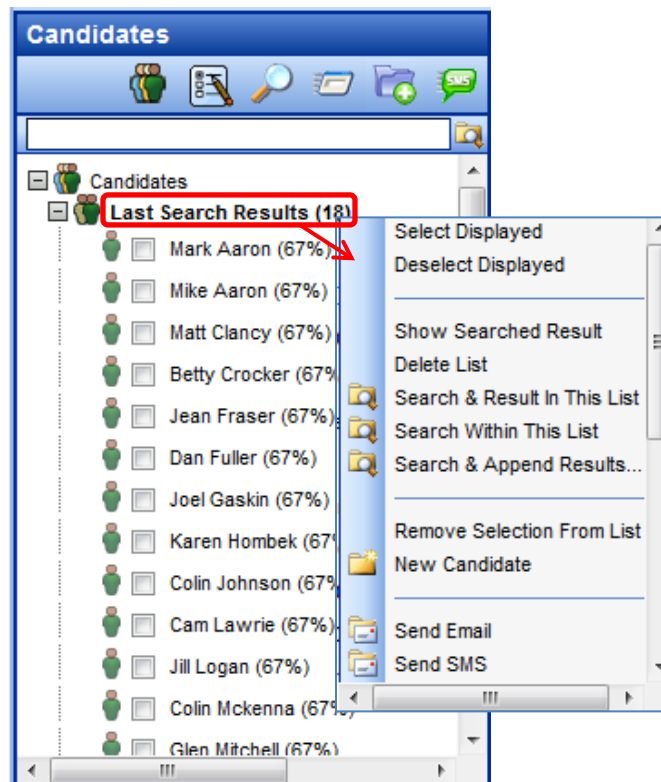 Candidates
SMS
Candidates
Last Search Results (18)
Mark Aaron (67%)
Mike Aaron (67%)
Matt Clancy (67%)
Betty Crocker (67%
Jean Fraser (67%)
Dan Fuller (67%)
Joel Gaskin (67%)
Karen Hombek (67%
Colin Johnson (67%
Cam Lawrie (67%)
Jill Logan (67%)
Colin Mckenna (67%)
Glen Mitchell (67%)
Select Displayed
Deselect Displayed
Show Searched Result
Delete List
Search & Result In This List
Search Within This List
Search & Append Results...
Remove Selection From List
New Candidate
Send Email
Send SMS